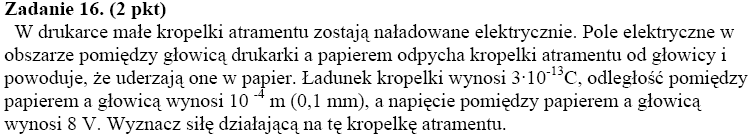 Zadanie 16. (2 pkt)
W drukarce małe kropelki atramentu zostają naładowane elektrycznie. Pole elektryczne w
obszarze pomiędzy głowicą drukarki a papierem odpycha kropelki atramentu od głowicy i
powoduje, że uderzają one w papier. Ładunek kropelki wynosi 3·10⁻¹³C, odległość pomiędzy
papierem a głowicą wynosi 10 ⁻⁴ m (0,1 mm), a napięcie pomiędzy papierem a głowicą
wynosi 8 V. Wyznacz siłę działającą na tę kropelkę atramentu.